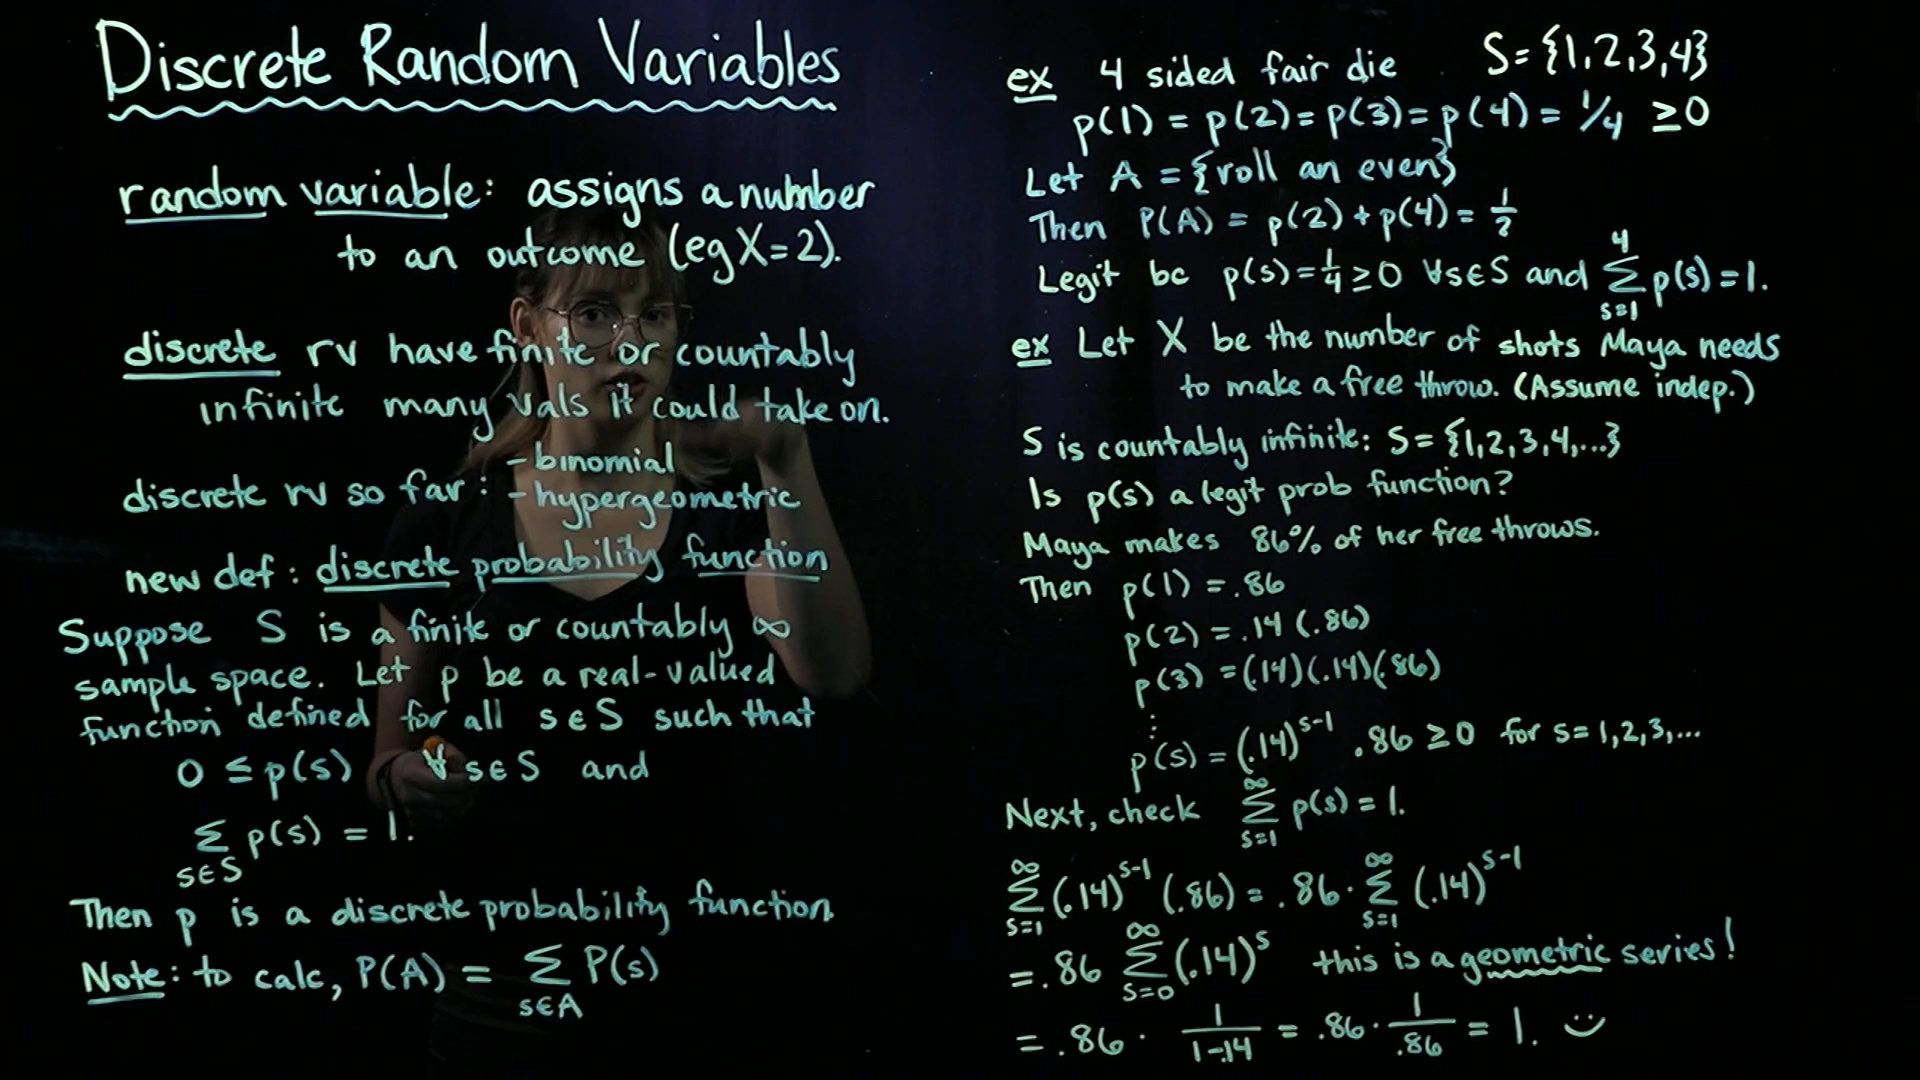 Discrete Random Variables
random variable: assigns a number
to an outcome (eg X=2).
discrete rv have finite or countably
infinite many vals it could take on.
discrete rv so far: - binomial
- hypergeometric
new def: discrete probability function
Suppose S is a finite or countably ∞
sample space. Let p be a real-valued
function defined for all s∈S such that
0 ≤ p(s) ∀ s∈S and
∑_{s∈S} p(s) = 1.
Then p is a discrete probability function.
Note: to calc, P(A) = ∑_{s∈A} P(s)
ex 4 sided fair die S={1,2,3,4}
p(1) = p(2) = p(3) = p(4) = 1/4 ≥0
Let A = {roll an even}
Then P(A) = p(2) + p(4) = 1/2
Legit bc p(s) = 1/4 ≥ 0 ∀s∈S and ∑_{s=1}^{4} p(s) = 1.
ex Let X be the number of shots Maya needs
to make a free throw. (Assume indep.)
S is countably infinite: S = {1,2,3,4,...}
Is p(s) a legit prob function?
Maya makes 86% of her free throws.
Then p(1) = .86
p(2) = .14 (.86)
p(3) = (.14)(.14)(.86)
⋮
p(s) = (.14)^{s-1} .86 ≥ 0 for s=1,2,3,...
Next, check ∑_{s=1}^{∞} p(s) = 1.
∑_{s=1}^{∞} (.14)^{s-1} (.86) = .86 · ∑_{s=1}^{∞} (.14)^{s-1}
= .86 ∑_{s=0}^{∞} (.14)^{s} this is a geometric series!
= .86 · 1/(1-.14) = .86 · 1/.86 = 1. ☺